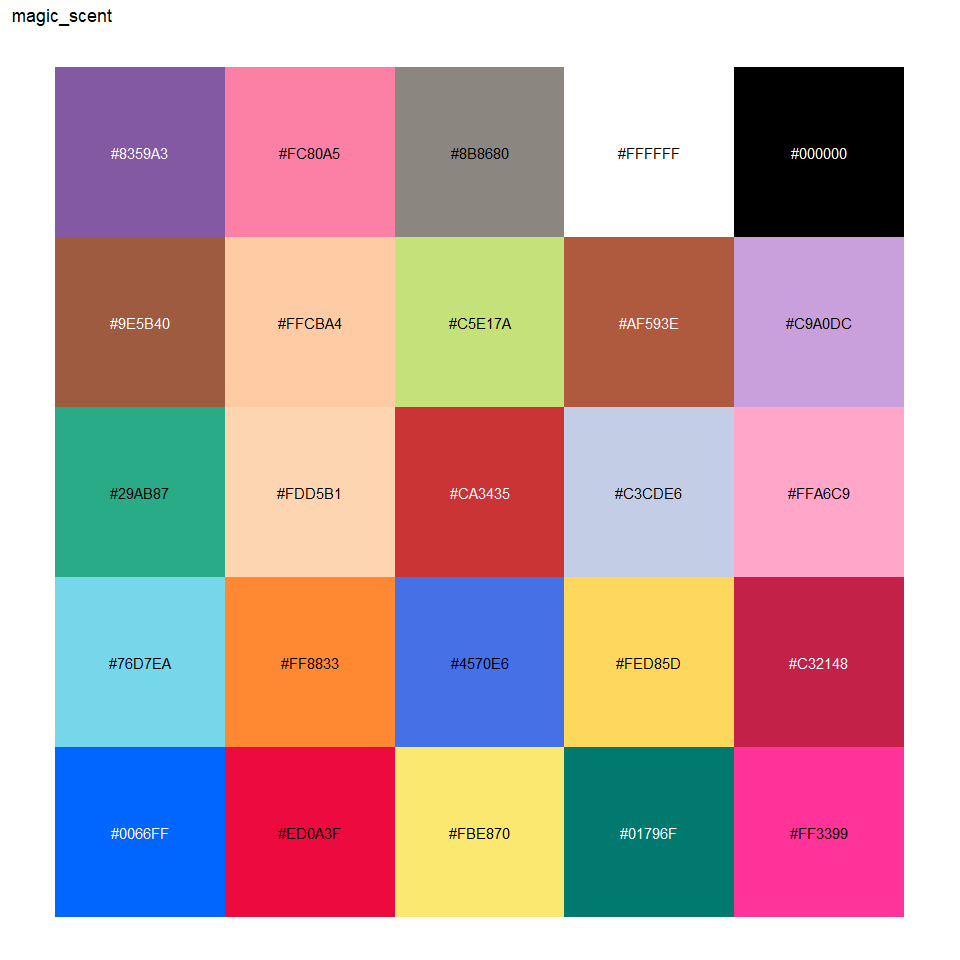 magic_scent
#8359A3 #FC80A5 #8B8680 #FFFFFF #000000
#9E5B40 #FFCBA4 #C5E17A #AF593E #C9A0DC
#29AB87 #FDD5B1 #CA3435 #C3CDE6 #FFA6C9
#76D7EA #FF8833 #4570E6 #FED85D #C32148
#0066FF #ED0A3F #FBE870 #01796F #FF3399